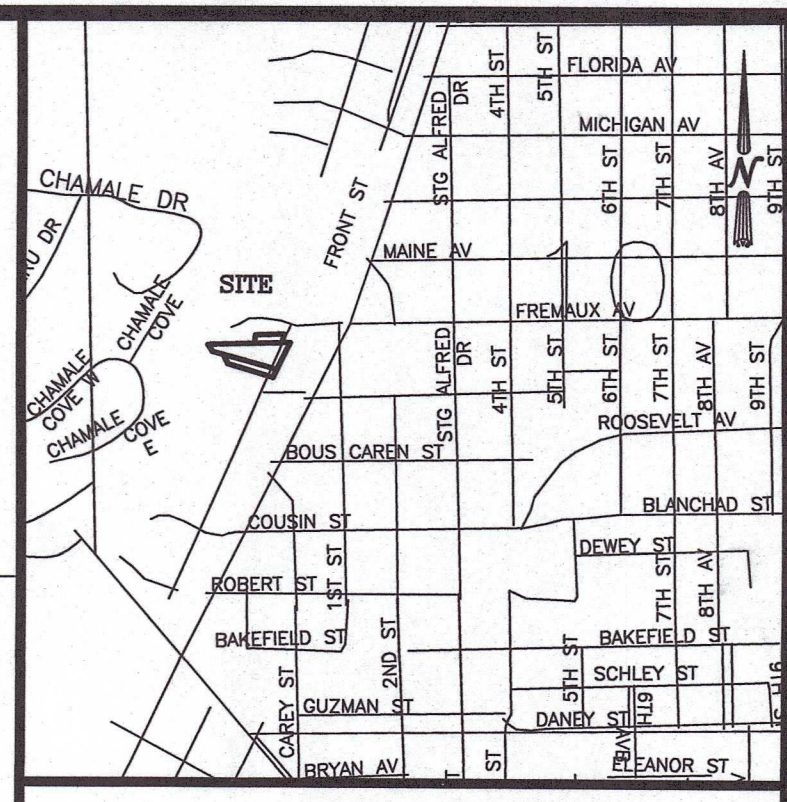 FLORIDA AV
MICHIGAN AV
STG ALFRED DR
4TH ST
5TH ST
6TH ST
7TH ST
8TH AV
9TH ST
N
CHAMALE DR
DR
FRONT ST
MAINE AV
SITE
FREMAUX AV
CHAMALE COVE
CHAMALE COVE W
CHAMALE COVE E
STG ALFRED DR
4TH ST
5TH ST
6TH ST
7TH ST
8TH AV
9TH ST
ROOSEVELT AV
BOUS CAREN ST
BLANCHAD ST
COUSIN ST
DEWEY ST
1ST ST
7TH ST
8TH AV
ROBERT ST
BAKEFIELD ST
BAKEFIELD ST
2ND ST
5TH ST
SCHLEY ST
CAREY ST
GUZMAN ST
6TH AVE
DANEY ST
ST
BRYAN AV
ELEANOR ST